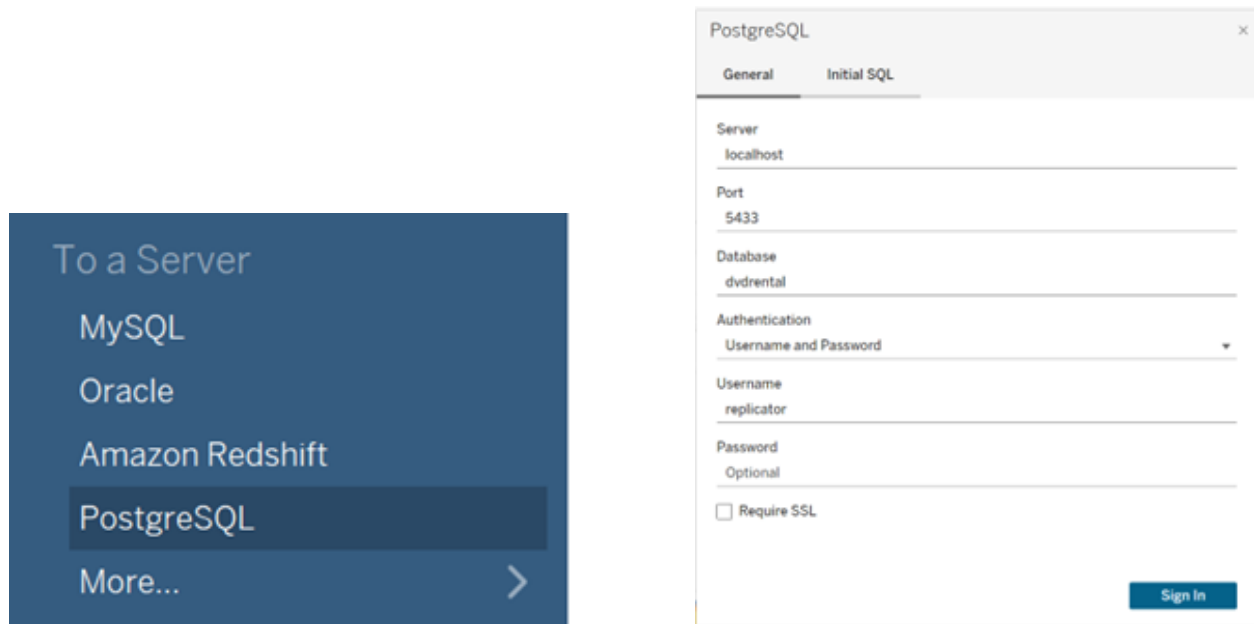 To a Server
MySQL
Oracle
Amazon Redshift
PostgreSQL
More...
PostgreSQL
General Initial SQL
Server
localhost
Port
5433
Database
dvdrental
Authentication
Username and Password
Username
replicator
Password
Optional
Require SSL
Sign In